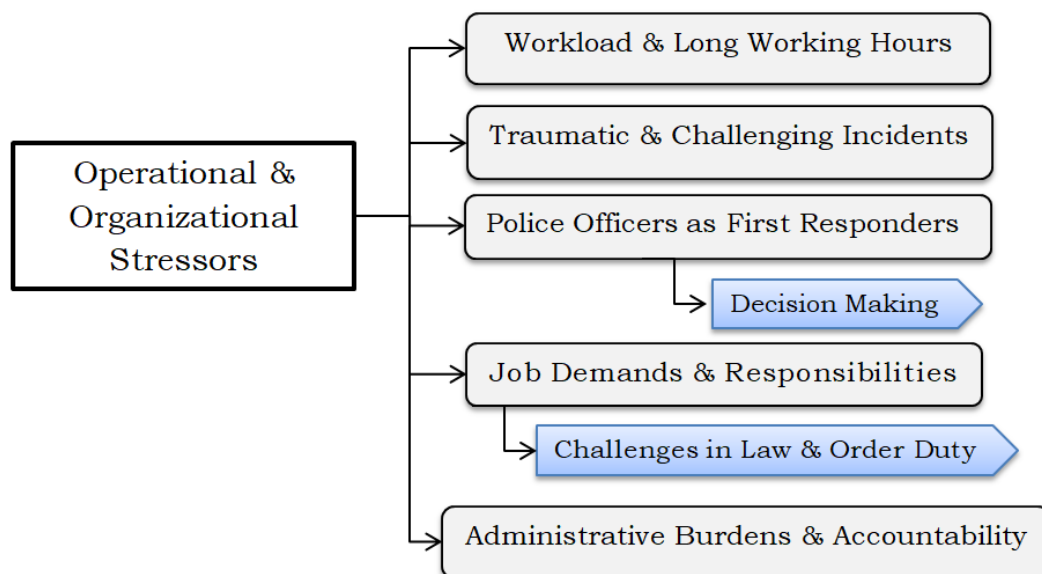 Workload & Long Working Hours
Traumatic & Challenging Incidents
Operational &
Organizational
Stressors
Police Officers as First Responders
Decision Making
Job Demands & Responsibilities
Challenges in Law & Order Duty
Administrative Burdens & Accountability